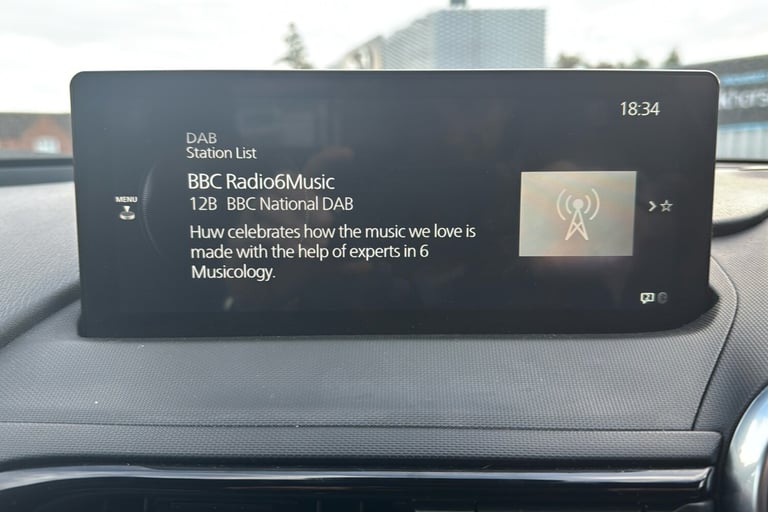 18:34
DAB
Station List
MENU
BBC Radio6Music
12B BBC National DAB
Huw celebrates how the music we love is
made with the help of experts in 6
Musicology.